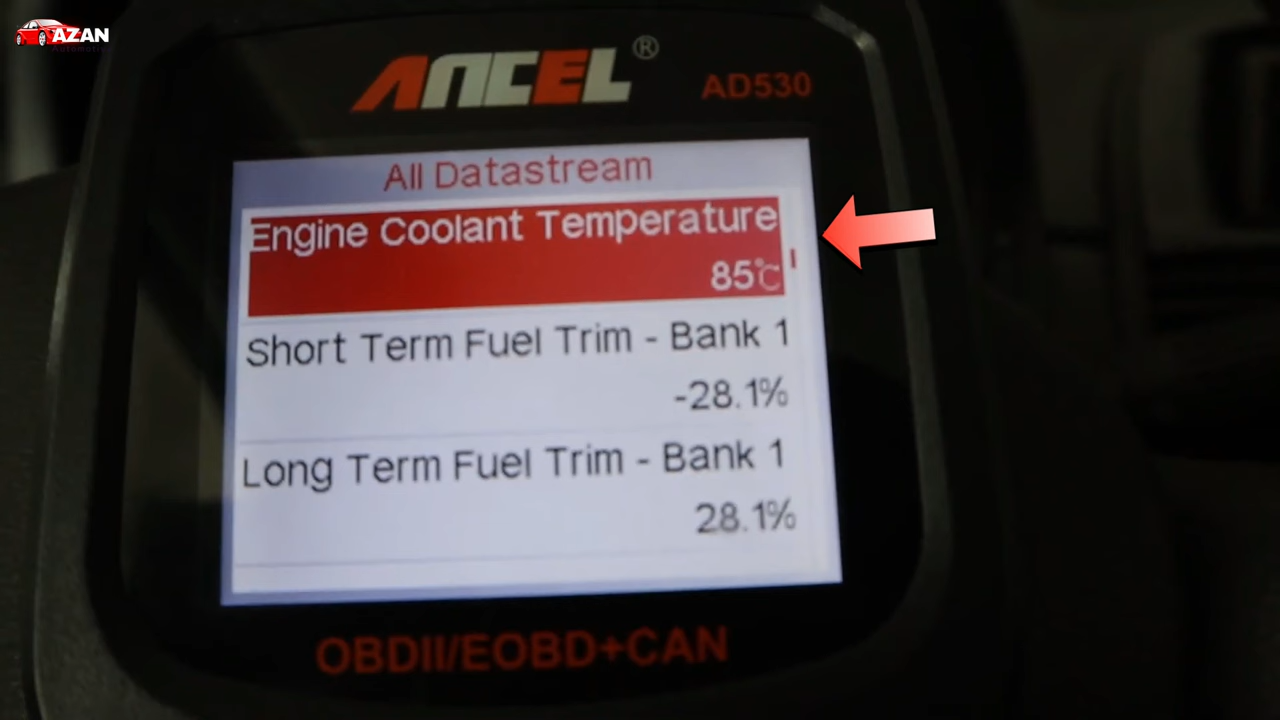 AZAN
Automotive
ANCEL®
AD530
All Datastream
Engine Coolant Temperature
85℃
Short Term Fuel Trim - Bank 1
-28.1%
Long Term Fuel Trim - Bank 1
28.1%
OBDII/EOBD+CAN